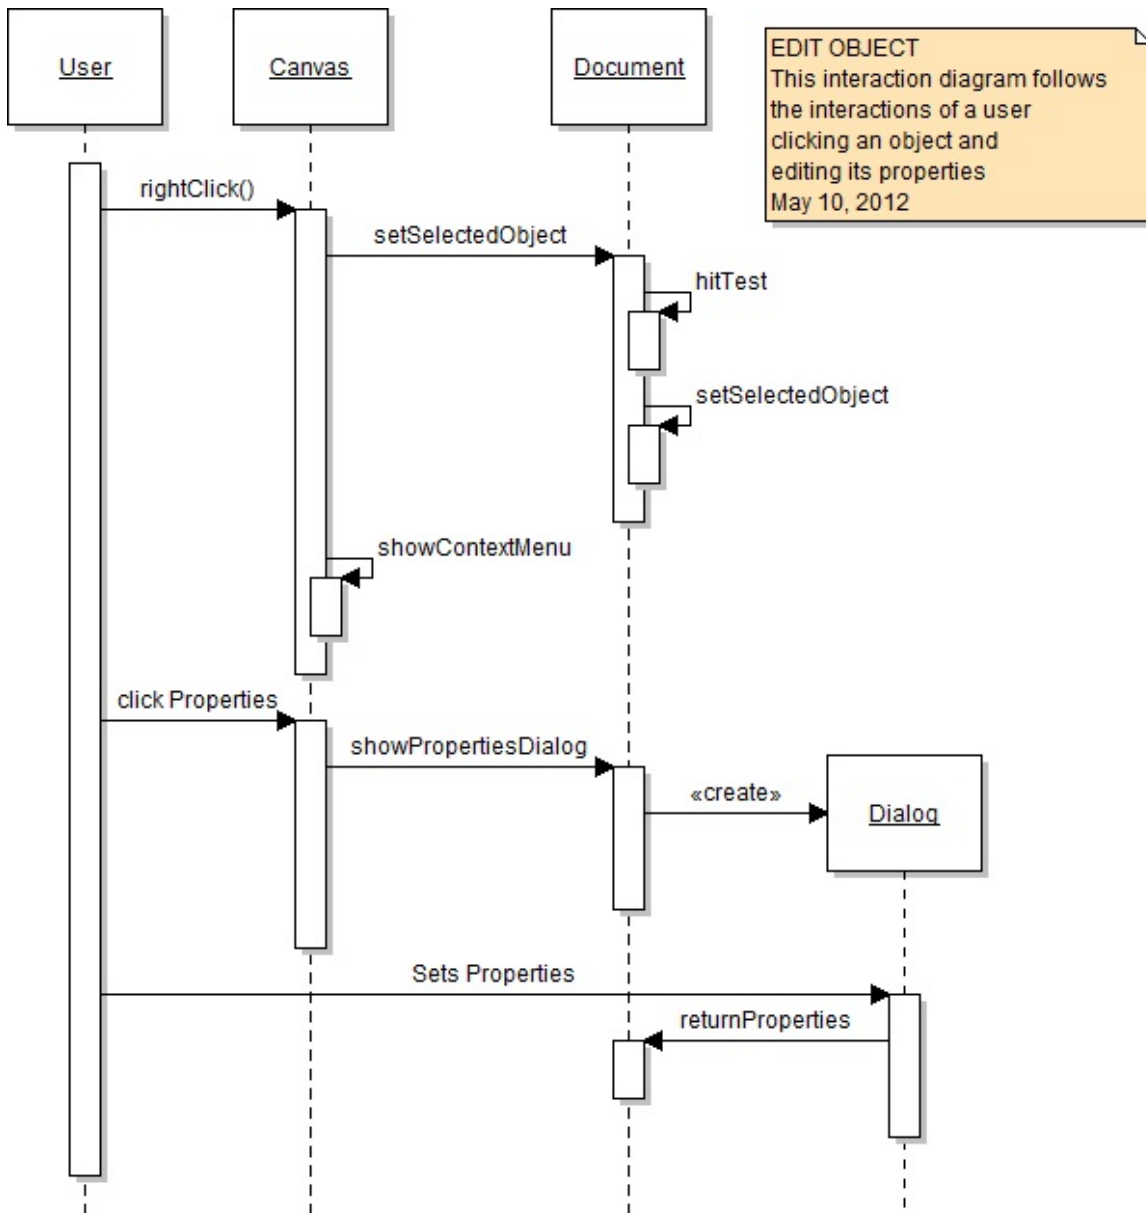 User
Canvas
Document
EDIT OBJECT
This interaction diagram follows
the interactions of a user
clicking an object and
editing its properties
May 10, 2012
rightClick()
setSelectedObject
hitTest
setSelectedObject
showContextMenu
click Properties
showPropertiesDialog
«create»
Dialog
Sets Properties
returnProperties